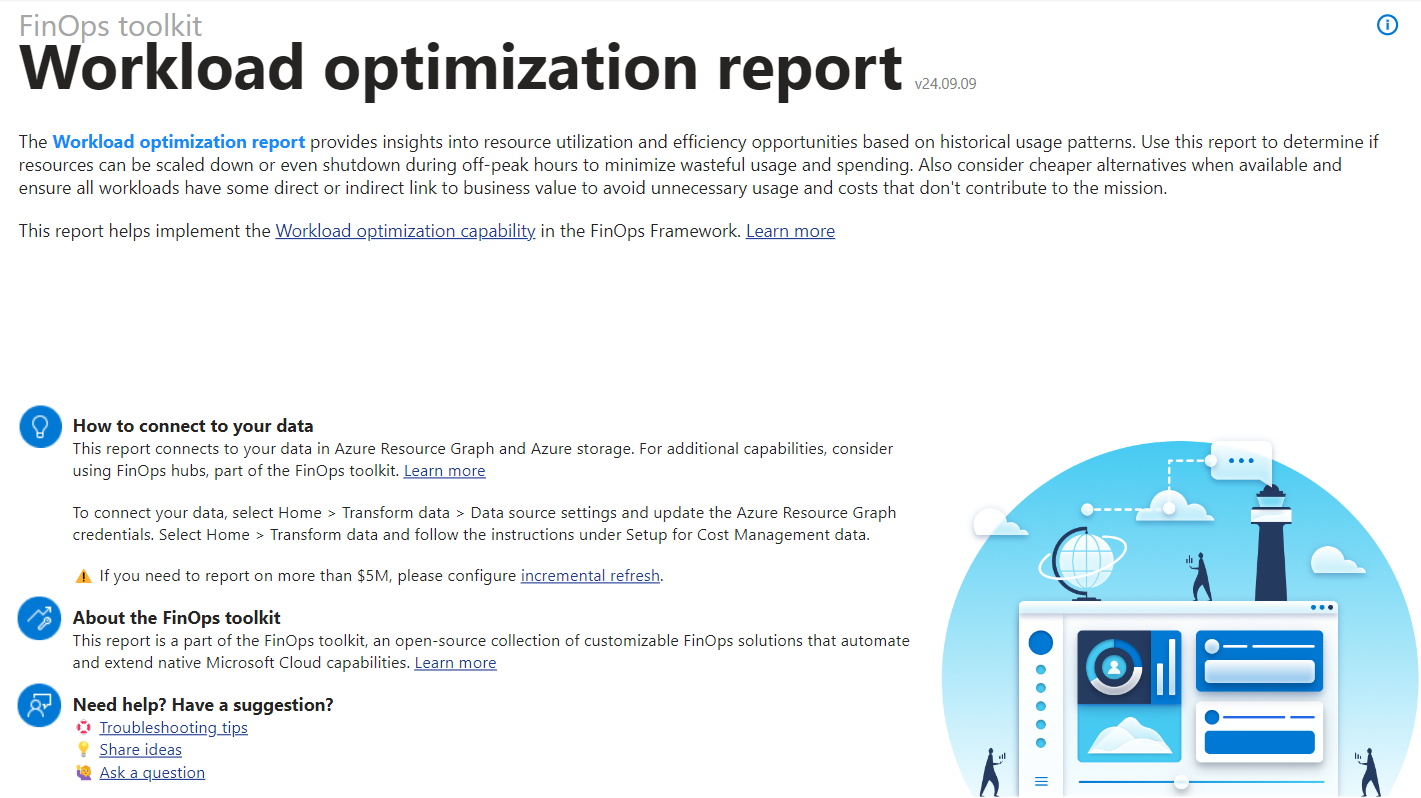 FinOps toolkit
Workload optimization report v24.09.09
The Workload optimization report provides insights into resource utilization and efficiency opportunities based on historical usage patterns. Use this report to determine if
resources can be scaled down or even shutdown during off-peak hours to minimize wasteful usage and spending. Also consider cheaper alternatives when available and
ensure all workloads have some direct or indirect link to business value to avoid unnecessary usage and costs that don't contribute to the mission.
This report helps implement the Workload optimization capability in the FinOps Framework. Learn more
How to connect to your data
This report connects to your data in Azure Resource Graph and Azure storage. For additional capabilities, consider
using FinOps hubs, part of the FinOps toolkit. Learn more
To connect your data, select Home > Transform data > Data source settings and update the Azure Resource Graph
credentials. Select Home > Transform data and follow the instructions under Setup for Cost Management data.
If you need to report on more than $5M, please configure incremental refresh.
About the FinOps toolkit
This report is a part of the FinOps toolkit, an open-source collection of customizable FinOps solutions that automate
and extend native Microsoft Cloud capabilities. Learn more
Need help? Have a suggestion?
Troubleshooting tips
Share ideas
Ask a question